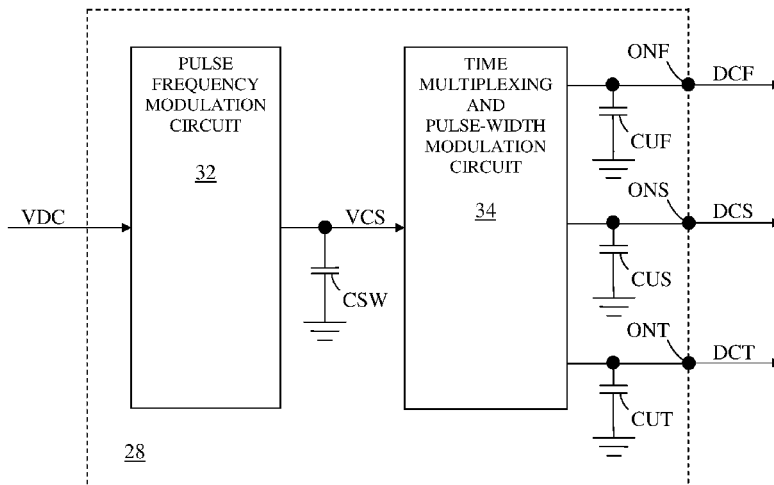 PULSE
FREQUENCY
MODULATION
CIRCUIT
32
TIME
MULTIPLEXING
AND
PULSE-WIDTH
MODULATION
CIRCUIT
34
VDC
VCS
CSW
ONF
DCF
CUF
ONS
DCS
CUS
ONT
DCT
CUT
28